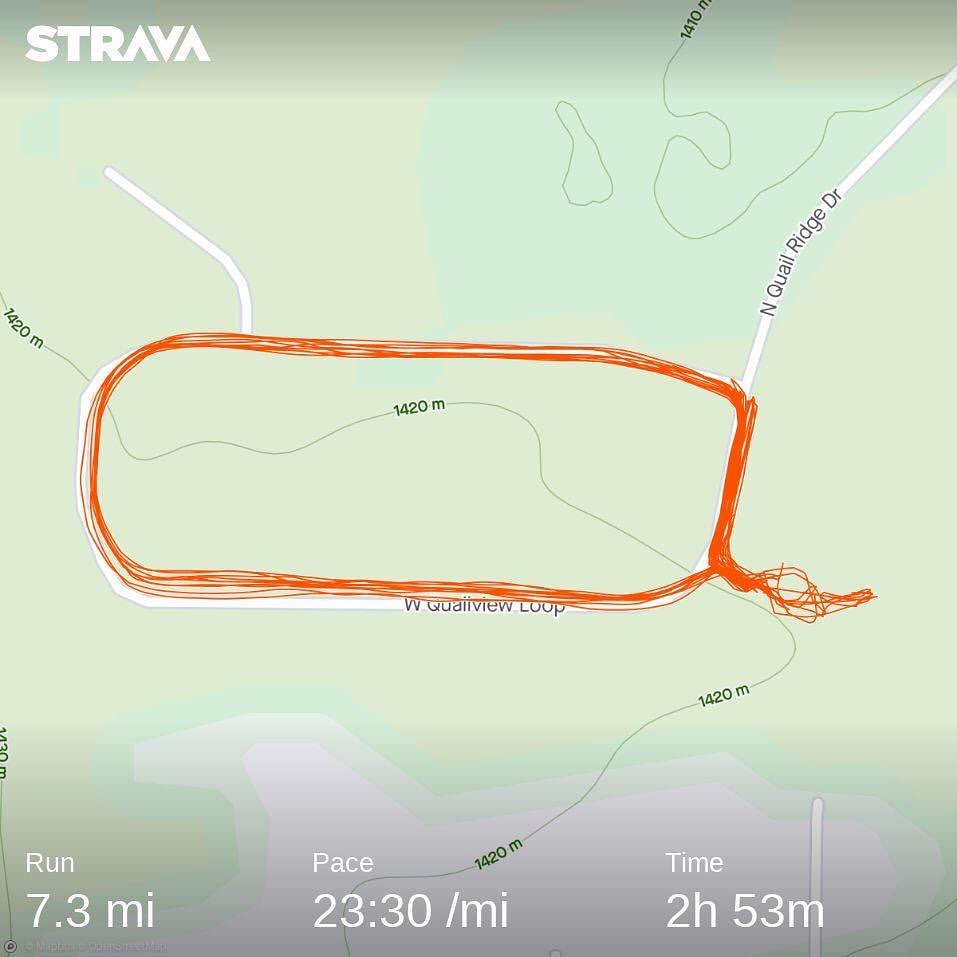 STRAVA
1410 m
N Quail Ridge Dr
1420 m
1420 m
W Quailview Loop
1420 m
1430 m
1420 m
Run
Pace
Time
7.3 mi
23:30 /mi
2h 53m
© Mapbox © OpenStreetMap